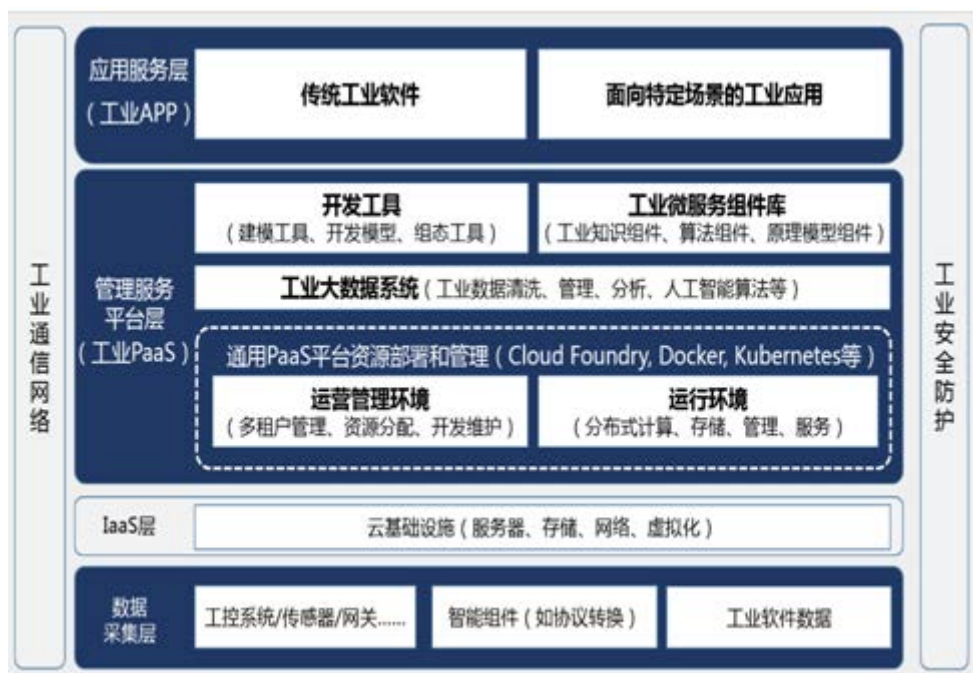 工业通信网络
应用服务层
（工业APP）
传统工业软件
面向特定场景的工业应用
管理服务
平台层
（工业PaaS）
开发工具
（建模工具、开发模型、组态工具）
工业微服务组件库
（工业知识组件、算法组件、原理模型组件）
工业大数据系统（工业数据清洗、管理、分析、人工智能算法等）
通用PaaS平台资源部署和管理（Cloud Foundry, Docker, Kubernetes等）
运营管理环境
（多租户管理、资源分配、开发维护）
运行环境
（分布式计算、存储、管理、服务）
IaaS层
云基础设施（服务器、存储、网络、虚拟化）
数据
采集层
工控系统/传感器/网关......
智能组件（如协议转换）
工业软件数据
工业安全防护